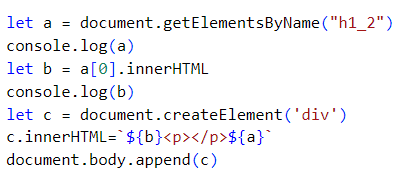 let a = document.getElementsByName("h1_2")
console.log(a)
let b = a[0].innerHTML
console.log(b)
let c = document.createElement('div')
c.innerHTML=`${b}<p></p>${a}`
document.body.append(c)